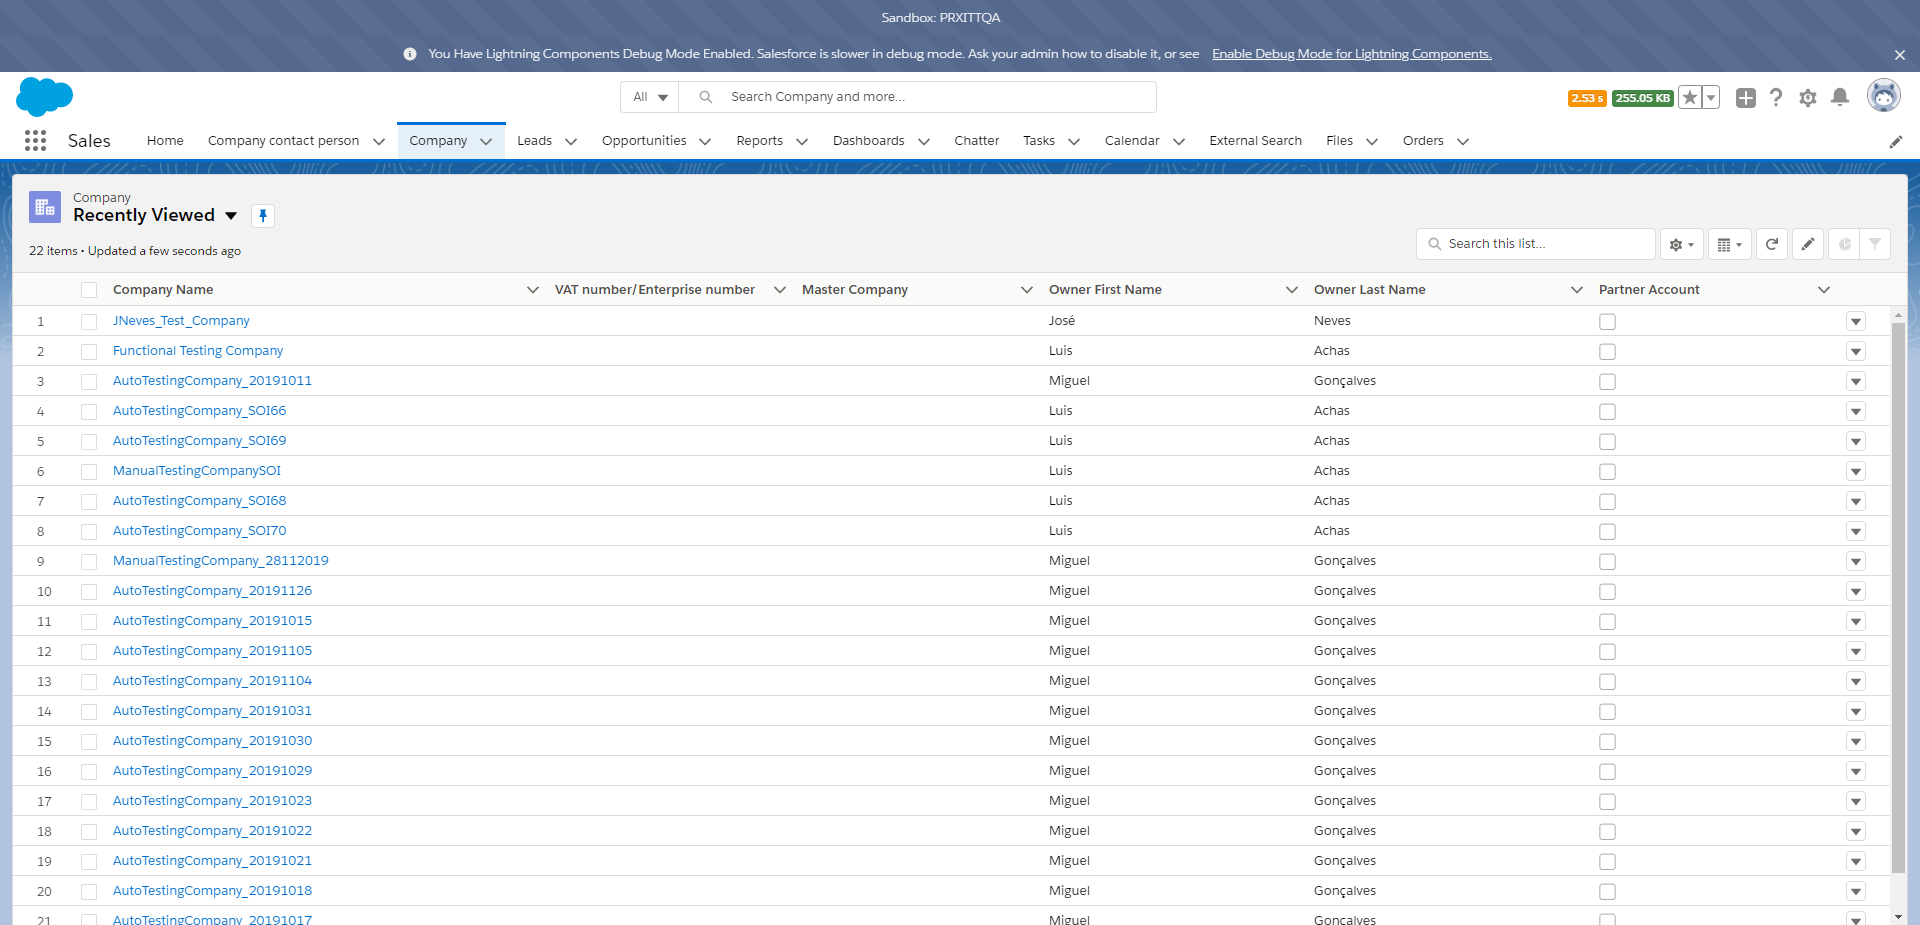 Sandbox: PRXITTQA
You Have Lightning Components Debug Mode Enabled. Salesforce is slower in debug mode. Ask your admin how to disable it, or see Enable Debug Mode for Lightning Components.
All Search Company and more... 2.53 s 255.05 KB
Sales Home Company contact person Company Leads Opportunities Reports Dashboards Chatter Tasks Calendar External Search Files Orders
Company
Recently Viewed
22 items • Updated a few seconds ago
Search this list...
Company Name VAT number/Enterprise number Master Company Owner First Name Owner Last Name Partner Account
1 JNeves_Test_Company José Neves
2 Functional Testing Company Luis Achas
3 AutoTestingCompany_20191011 Miguel Gonçalves
4 AutoTestingCompany_SOI66 Luis Achas
5 AutoTestingCompany_SOI69 Luis Achas
6 ManualTestingCompanySOI Luis Achas
7 AutoTestingCompany_SOI68 Luis Achas
8 AutoTestingCompany_SOI70 Luis Achas
9 ManualTestingCompany_28112019 Miguel Gonçalves
10 AutoTestingCompany_20191126 Miguel Gonçalves
11 AutoTestingCompany_20191015 Miguel Gonçalves
12 AutoTestingCompany_20191105 Miguel Gonçalves
13 AutoTestingCompany_20191104 Miguel Gonçalves
14 AutoTestingCompany_20191031 Miguel Gonçalves
15 AutoTestingCompany_20191030 Miguel Gonçalves
16 AutoTestingCompany_20191029 Miguel Gonçalves
17 AutoTestingCompany_20191023 Miguel Gonçalves
18 AutoTestingCompany_20191022 Miguel Gonçalves
19 AutoTestingCompany_20191021 Miguel Gonçalves
20 AutoTestingCompany_20191018 Miguel Gonçalves
21 AutoTestingCompany_20191017 Miguel Gonçalves